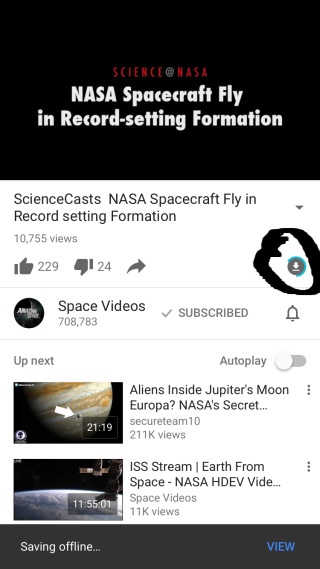 SCIENCE@NASA
NASA Spacecraft Fly
in Record-setting Formation
ScienceCasts NASA Spacecraft Fly in
Record setting Formation
10,755 views
229
24
Space Videos
708,783
SUBSCRIBED
Up next
Autoplay
21:19
Aliens Inside Jupiter's Moon
Europa? NASA's Secret...
secureteam10
211K views
11:55:01
ISS Stream | Earth From
Space - NASA HDEV Vide...
Space Videos
11K views
Saving offline...
VIEW